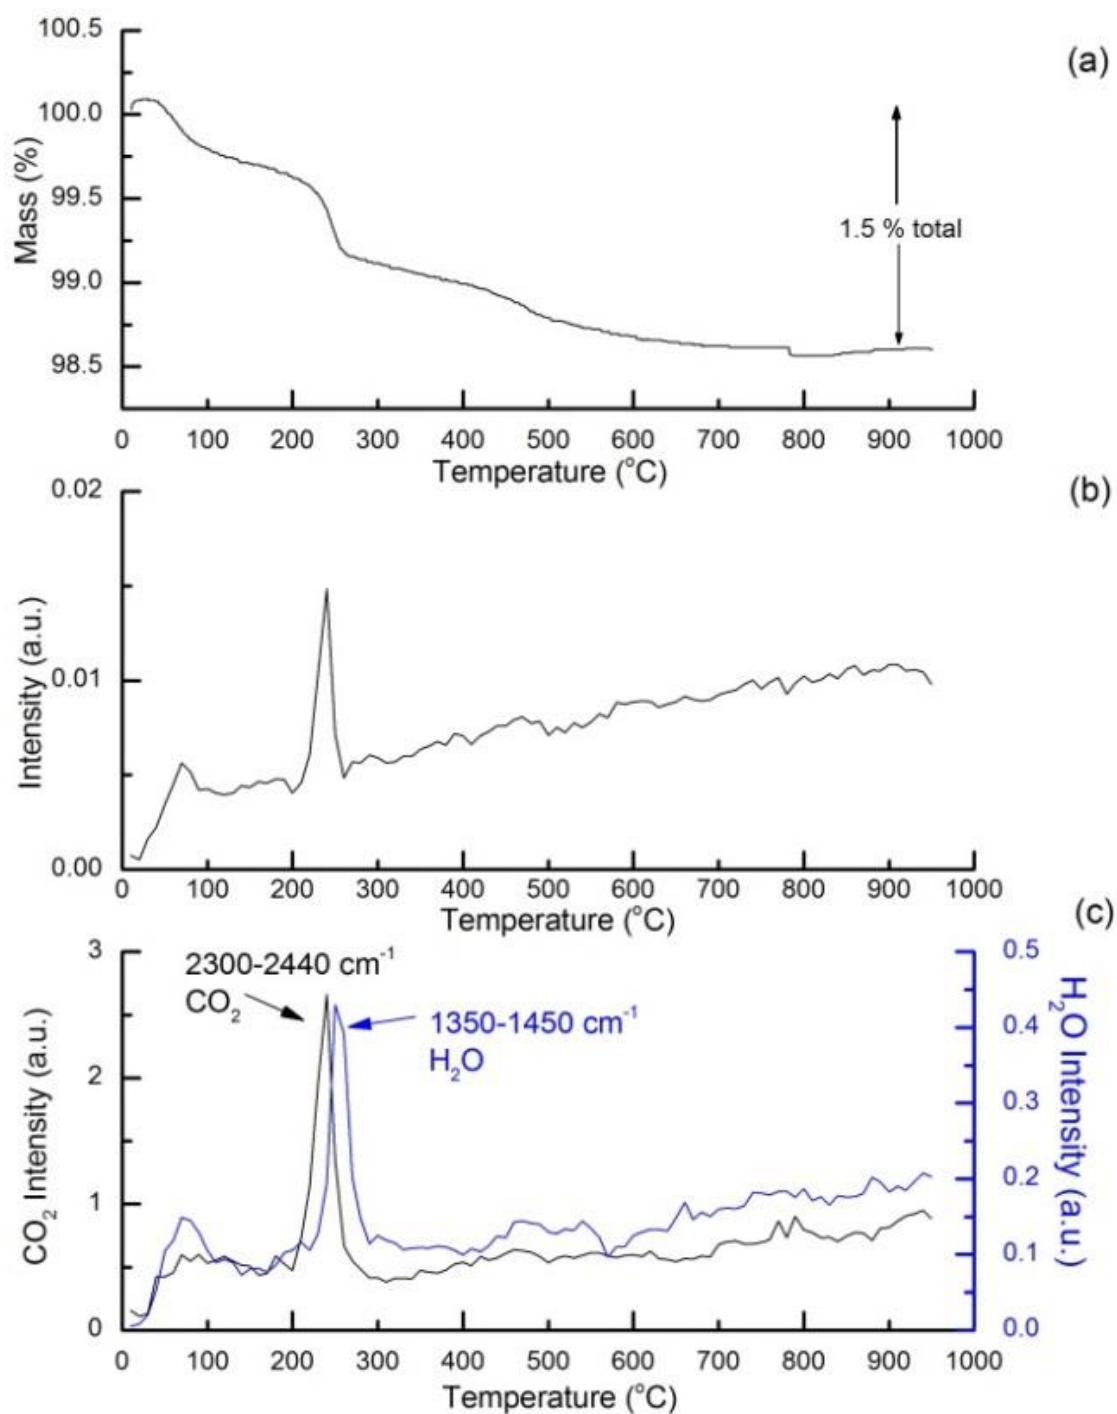 (a)
100.5
100.0
99.5
99.0
98.5
Mass (%)
1.5 % total
0 100 200 300 400 500 600 700 800 900 1000
Temperature (°C)
(b)
0.02
0.01
0.00
Intensity (a.u.)
0 100 200 300 400 500 600 700 800 900 1000
Temperature (°C)
(c)
3
2
1
0
CO₂ Intensity (a.u.)
2300-2440 cm⁻¹
CO₂
1350-1450 cm⁻¹
H₂O
0.5
0.4
0.3
0.2
0.1
0.0
H₂O Intensity (a.u.)
0 100 200 300 400 500 600 700 800 900 1000
Temperature (°C)